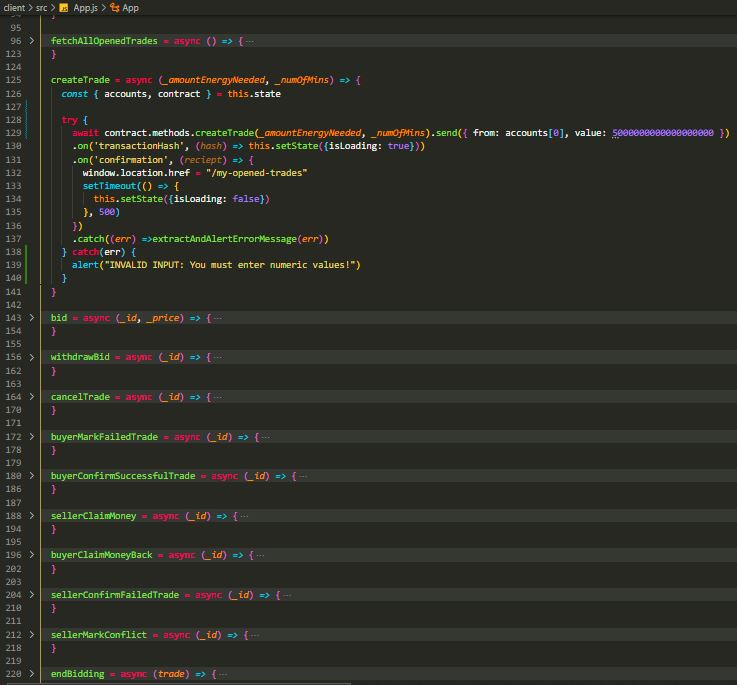 client > src > JS App.js > App
95
96 > fetchAllOpenedTrades = async () => { ···
123 }
124
125 createTrade = async (_amountEnergyNeeded, _numOfMins) => {
126 const { accounts, contract } = this.state
127
128 try {
129 await contract.methods.createTrade(_amountEnergyNeeded, _numOfMins).send({ from: accounts[0], value: 5000000000000000000 })
130 .on('transactionHash', (hash) => this.setState({isLoading: true}))
131 .on('confirmation', (reciept) => {
132 window.location.href = "/my-opened-trades"
133 setTimeout(() => {
134 this.setState({isLoading: false})
135 }, 500)
136 })
137 .catch((err) =>extractAndAlertErrorMessage(err))
138 } catch(err) {
139 alert("INVALID INPUT: You must enter numeric values!")
140 }
141 }
142
143 > bid = async (_id, _price) => { ···
154 }
155
156 > withdrawBid = async (_id) => { ···
162 }
163
164 > cancelTrade = async (_id) => { ···
170 }
171
172 > buyerMarkFailedTrade = async (_id) => { ···
178 }
179
180 > buyerConfirmSuccessfulTrade = async (_id) => { ···
186 }
187
188 > sellerClaimMoney = async (_id) => { ···
194 }
195
196 > buyerClaimMoneyBack = async (_id) => { ···
202 }
203
204 > sellerConfirmFailedTrade = async (_id) => { ···
210 }
211
212 > sellerMarkConflict = async (_id) => { ···
218 }
219
220 > endBidding = async (trade) => { ···